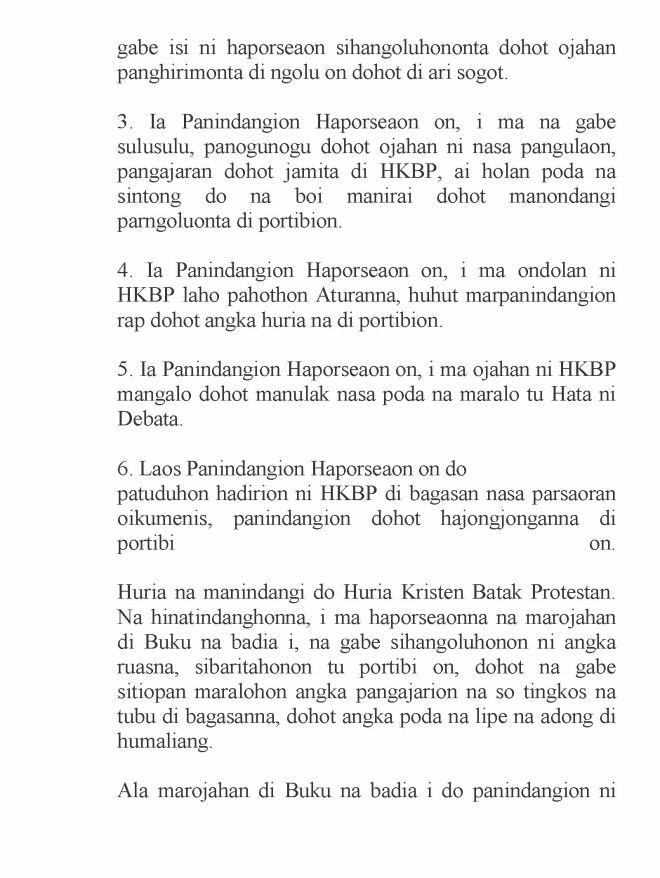 gabe isi ni haporseaon sihangoluhononta dohot ojahan
panghirimonta di ngolu on dohot di ari sogot.
3. Ia Panindangion Haporseaon on, i ma na gabe
sulusulu, panogunogu dohot ojahan ni nasa pangulaon,
pangajaran dohot jamita di HKBP, ai holan poda na
sintong do na boi manirai dohot manondangi
parngoluonta di portibion.
4. Ia Panindangion Haporseaon on, i ma ondolan ni
HKBP laho pahothon Aturanna, huhut marpanindangion
rap dohot angka huria na di portibion.
5. Ia Panindangion Haporseaon on, i ma ojahan ni HKBP
mangalo dohot manulak nasa poda na maralo tu Hata ni
Debata.
6. Laos Panindangion Haporseaon on do
patuduhon hadirion ni HKBP di bagasan nasa parsaoran
oikumenis, panindangion dohot hajongjonganna di
portibi on.
Huria na manindangi do Huria Kristen Batak Protestan.
Na hinatindanghonna, i ma haporseaonna na marojahan
di Buku na badia i, na gabe sihangoluhonon ni angka
ruasna, sibaritahonon tu portibi on, dohot na gabe
sitiopan maralohon angka pangajarion na so tingkos na
tubu di bagasanna, dohot angka poda na lipe na adong di
humaliang.
Ala marojahan di Buku na badia i do panindangion ni